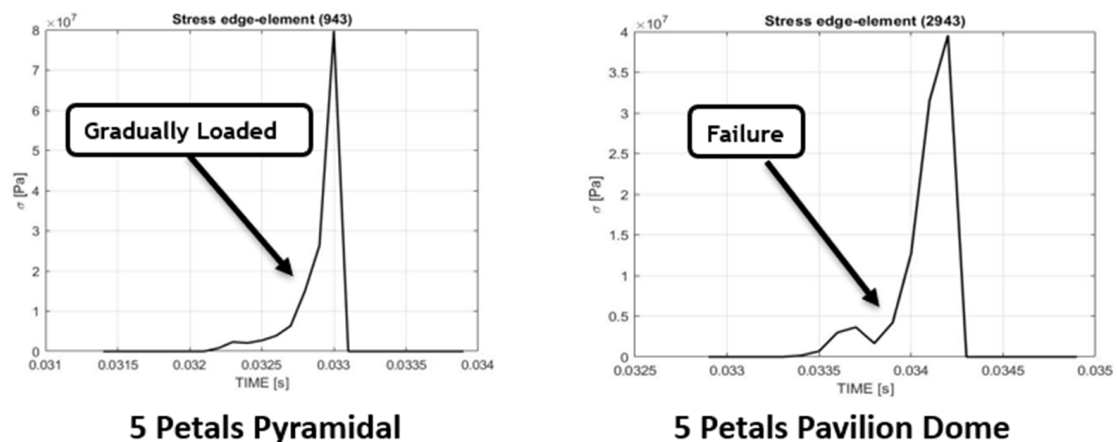 Stress edge-element (943)
×10⁷
8
7
6
5
4
3
2
1
0
σ [Pa]
Gradually Loaded
0.031 0.0315 0.032 0.0325 0.033 0.0335 0.034
TIME [s]
5 Petals Pyramidal
Stress edge-element (2943)
×10⁷
4
3.5
3
2.5
2
1.5
1
0.5
0
σ [Pa]
Failure
0.0325 0.033 0.0335 0.034 0.0345 0.035
TIME [s]
5 Petals Pavilion Dome